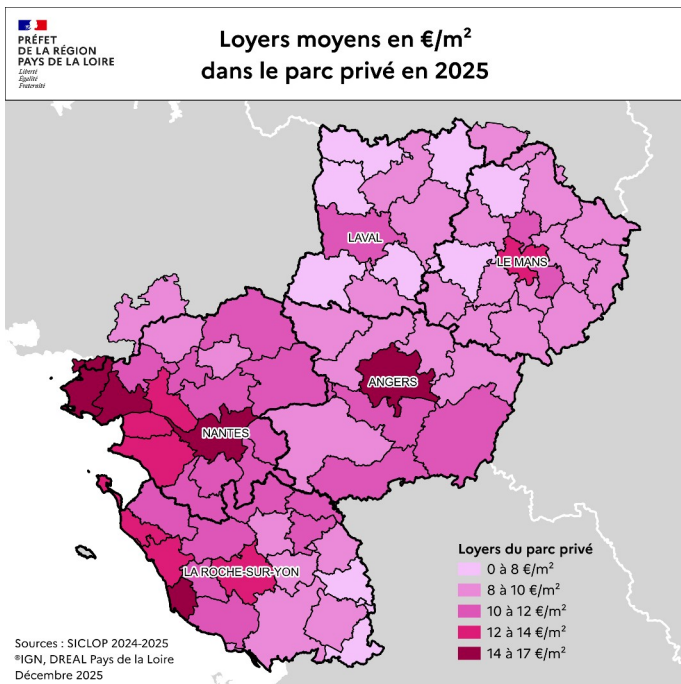 PRÉFET
DE LA RÉGION
PAYS DE LA LOIRE
Liberté
Égalité
Fraternité
Loyers moyens en €/m²
dans le parc privé en 2025
LAVAL
LE MANS
ANGERS
NANTES
LA ROCHE-SUR-YON
Loyers du parc privé
0 à 8 €/m²
8 à 10 €/m²
10 à 12 €/m²
12 à 14 €/m²
14 à 17 €/m²
Sources : SICLOP 2024-2025
®IGN, DREAL Pays de la Loire
Décembre 2025